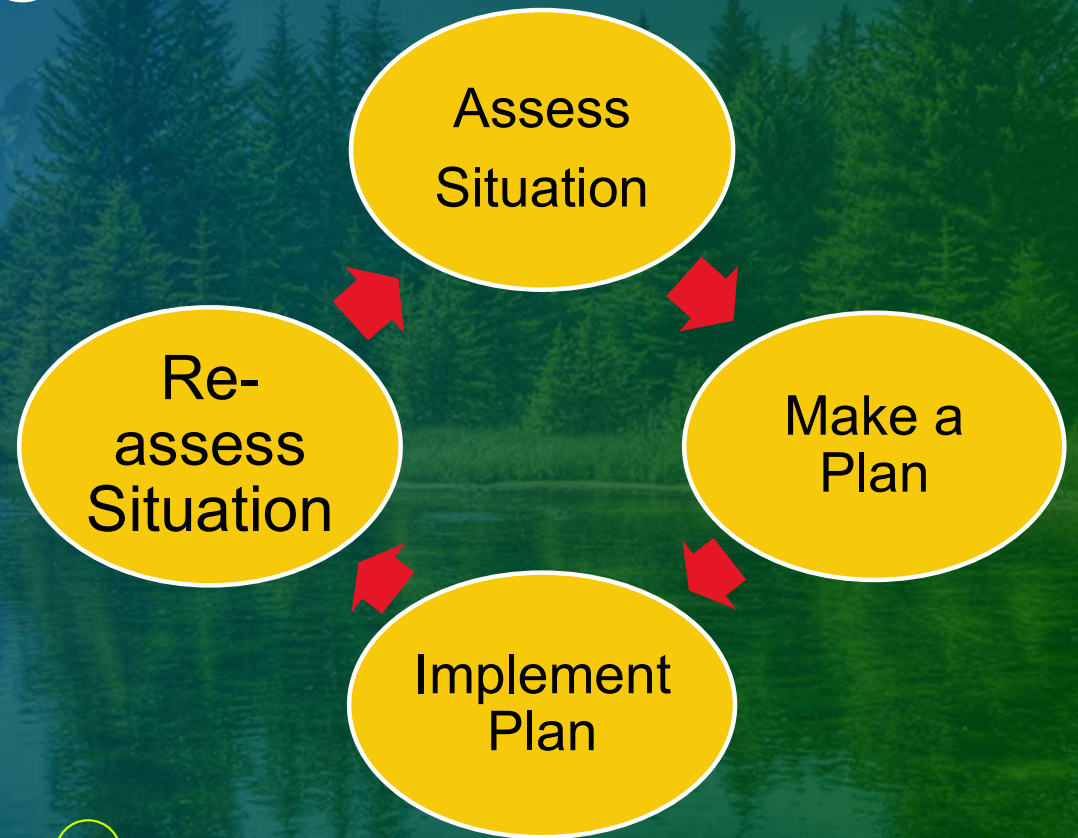 Assess
Situation
Make a
Plan
Implement
Plan
Re-
assess
Situation